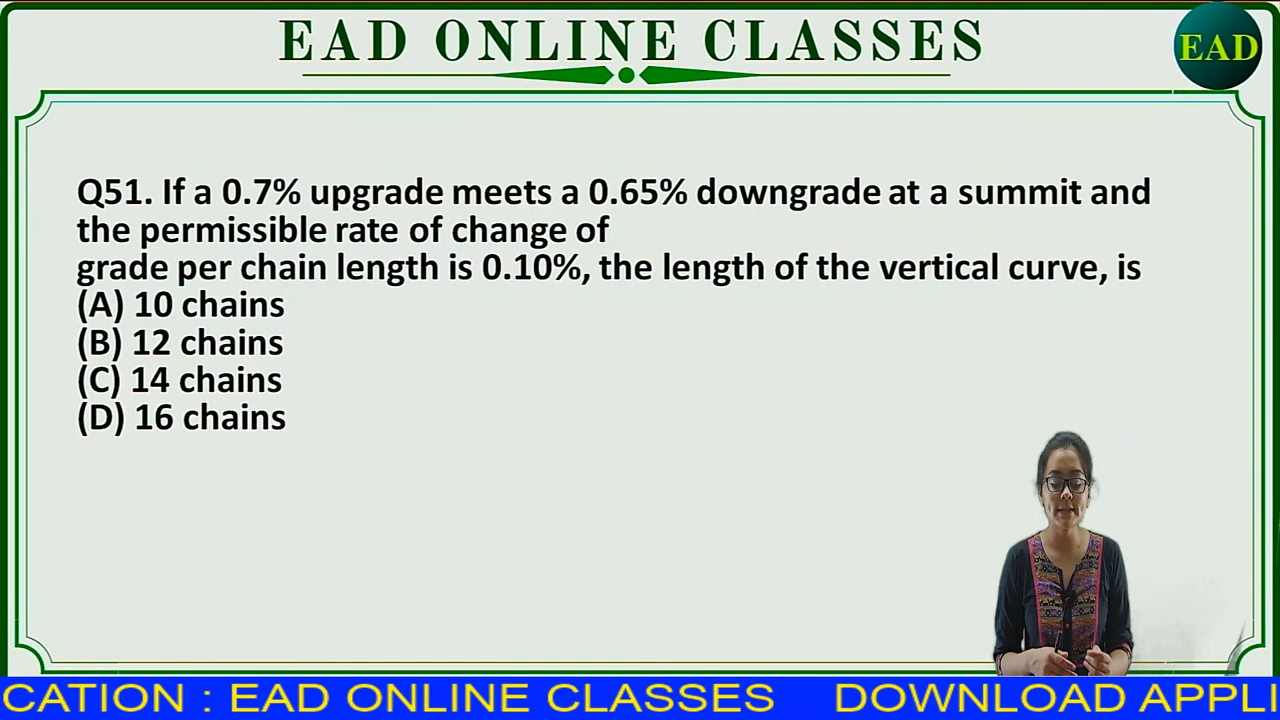 EAD ONLINE CLASSES
EAD
Q51. If a 0.7% upgrade meets a 0.65% downgrade at a summit and
the permissible rate of change of
grade per chain length is 0.10%, the length of the vertical curve, is
(A) 10 chains
(B) 12 chains
(C) 14 chains
(D) 16 chains
CATION : EAD ONLINE CLASSES DOWNLOAD APPLI